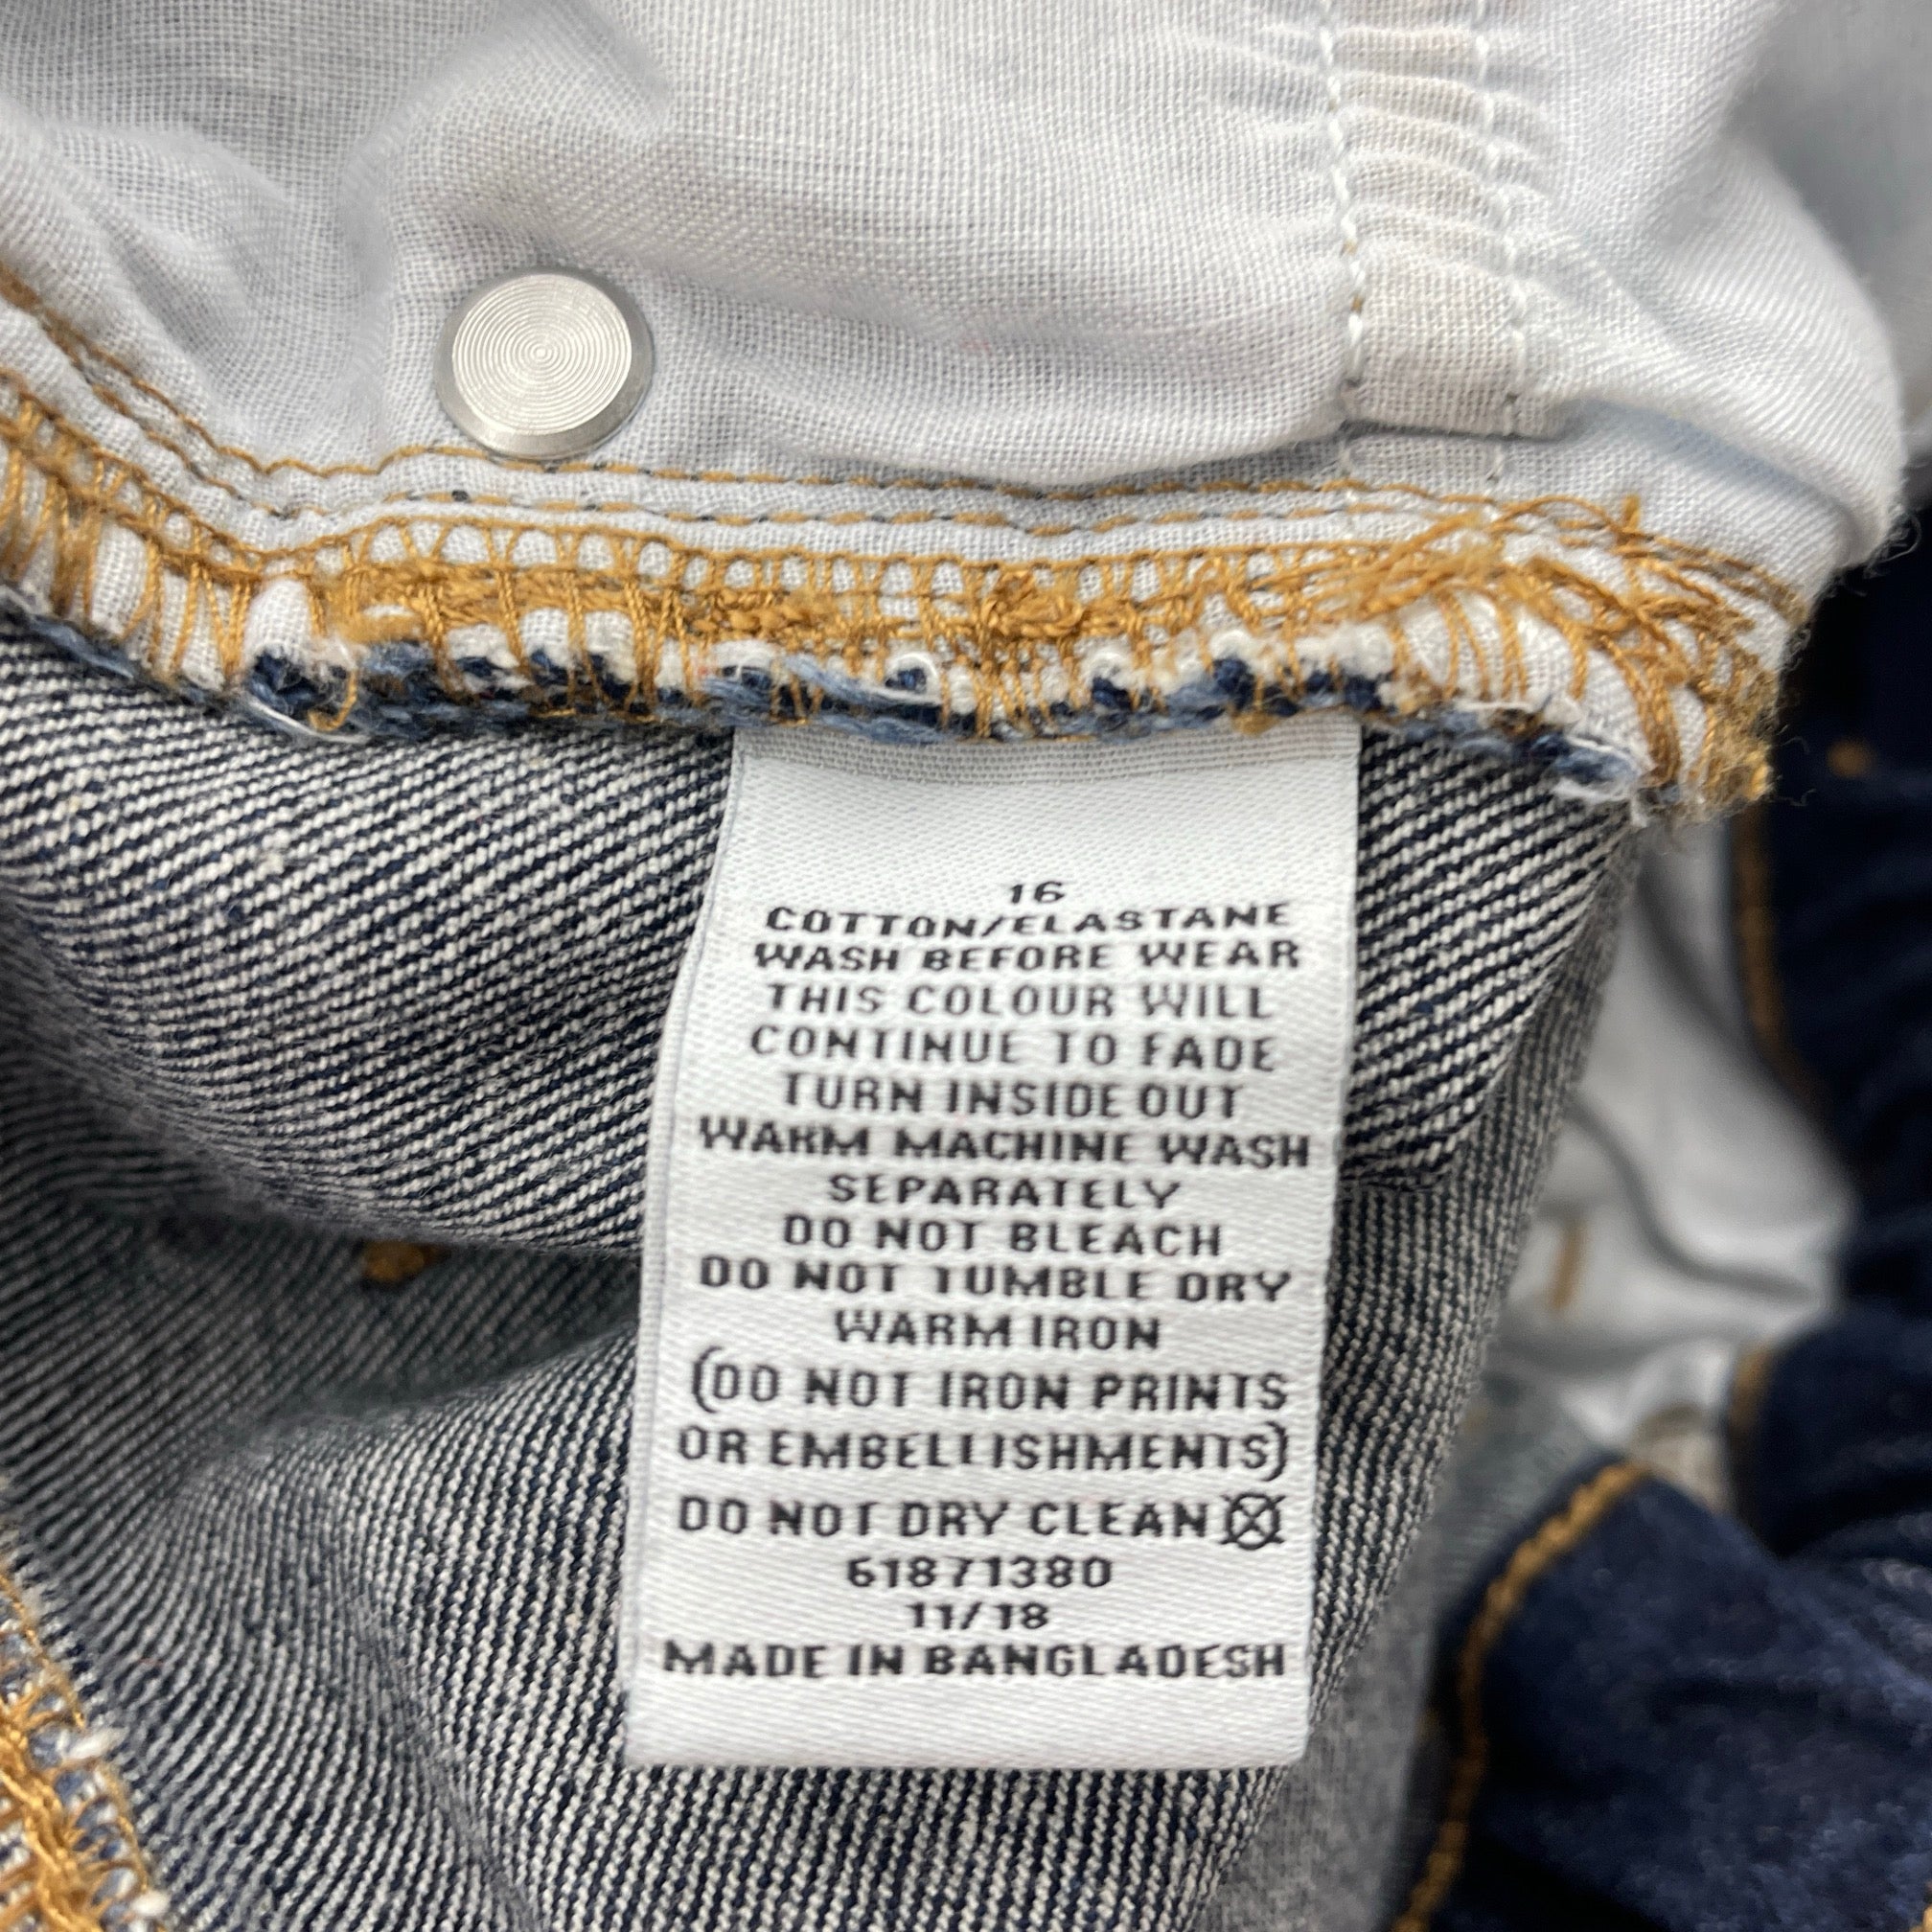 16
COTTON/ELASTANE
WASH BEFORE WEAR
THIS COLOUR WILL
CONTINUE TO FADE
TURN INSIDE OUT
WARM MACHINE WASH
SEPARATELY
DO NOT BLEACH
DO NOT TUMBLE DRY
WARM IRON
(DO NOT IRON PRINTS
OR EMBELLISHMENTS)
DO NOT DRY CLEAN
61871380
11/18
MADE IN BANGLADESH